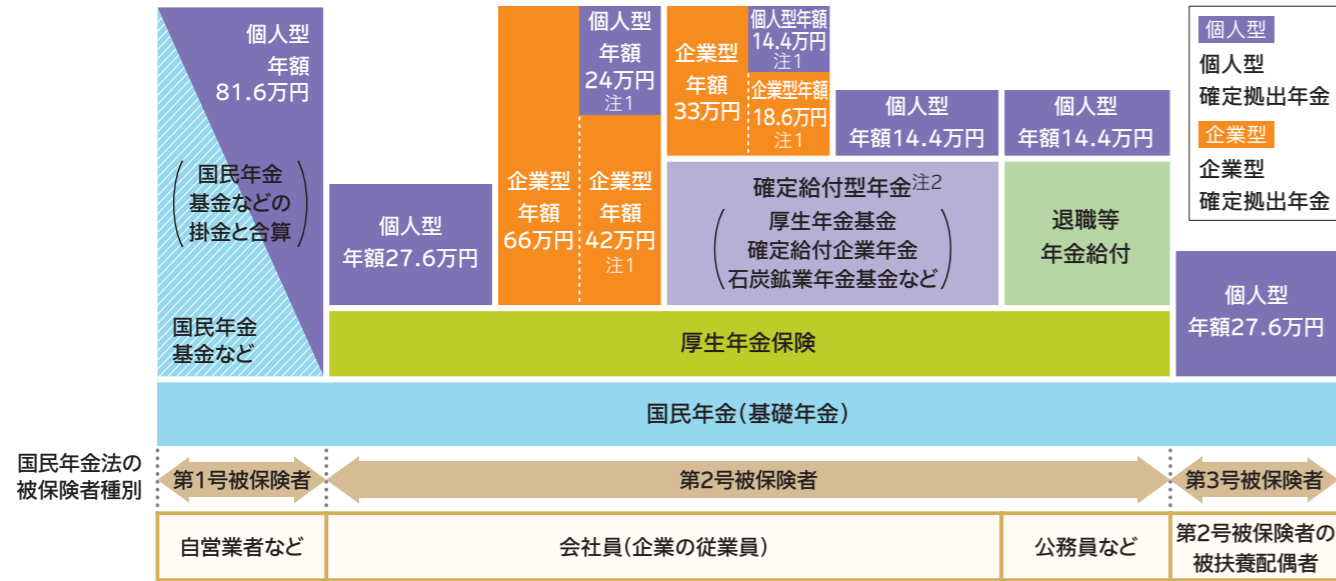 個人型
年額
81.6万円
国民年金
基金などの
掛金と合算
国民年金
基金など
個人型
年額27.6万円
企業型
年額
66万円
個人型
年額
24万円
注1
企業型
年額
42万円
注1
企業型
年額
33万円
個人型年額
14.4万円
注1
企業型年額
18.6万円
注1
個人型
年額14.4万円
個人型
年額14.4万円
確定給付型年金注2
厚生年金基金
確定給付企業年金
石炭鉱業年金基金など
退職等
年金給付
個人型
個人型
確定拠出年金
企業型
企業型
確定拠出年金
個人型
年額27.6万円
厚生年金保険
国民年金(基礎年金)
国民年金法の
被保険者種別
第1号被保険者
第2号被保険者
第3号被保険者
自営業者など
会社員(企業の従業員)
公務員など
第2号被保険者の
被扶養配偶者